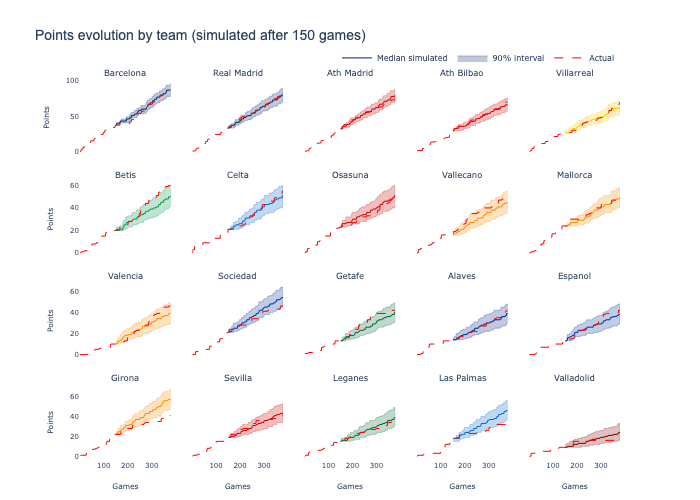 Points evolution by team (simulated after 150 games)
Median simulated 90% interval Actual
Barcelona Real Madrid Ath Madrid Ath Bilbao Villarreal
100
50
0
Points
Betis Celta Osasuna Vallecano Mallorca
60
40
20
0
Points
Valencia Sociedad Getafe Alaves Espanol
60
40
20
0
Points
Girona Sevilla Leganes Las Palmas Valladolid
60
40
20
0
Points
100 200 300 100 200 300 100 200 300 100 200 300 100 200 300
Games Games Games Games Games